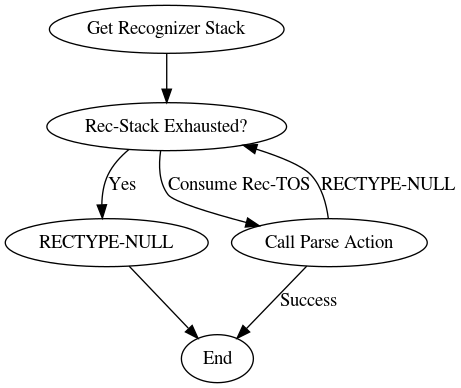 Get Recognizer Stack
Rec-Stack Exhausted?
Yes
Consume Rec-TOS
RECTYPE-NULL
RECTYPE-NULL
Call Parse Action
Success
End